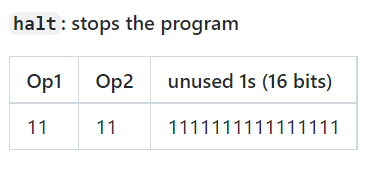 halt: stops the program
Op1 Op2 unused 1s (16 bits)
11 11 1111111111111111